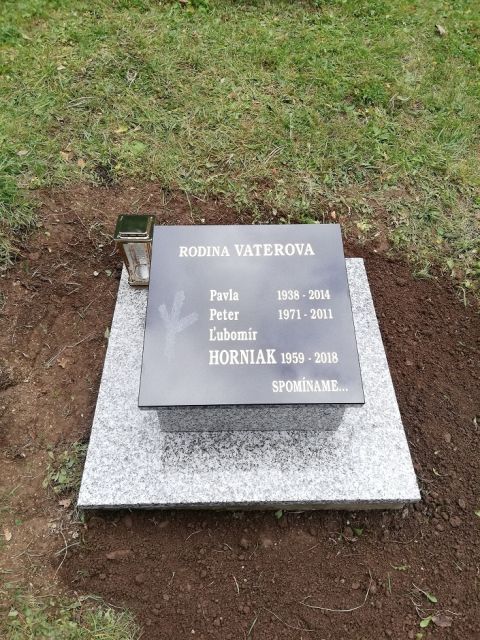 RODINA VATEROVA
Pavla 1938 - 2014
Peter 1971 - 2011
Ľubomír
HORNIAK 1959 - 2018
SPOMÍNAME...